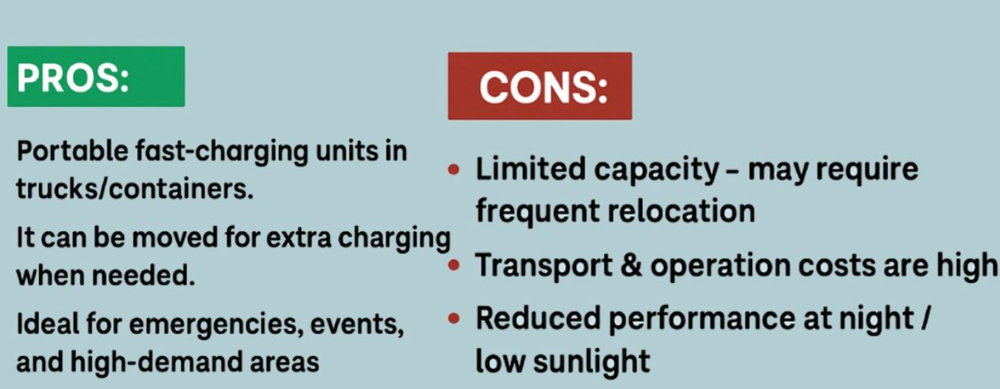 PROS:
Portable fast-charging units in
trucks/containers.
It can be moved for extra charging
when needed.
Ideal for emergencies, events,
and high-demand areas
CONS:
• Limited capacity – may require
frequent relocation
• Transport & operation costs are high
• Reduced performance at night /
low sunlight